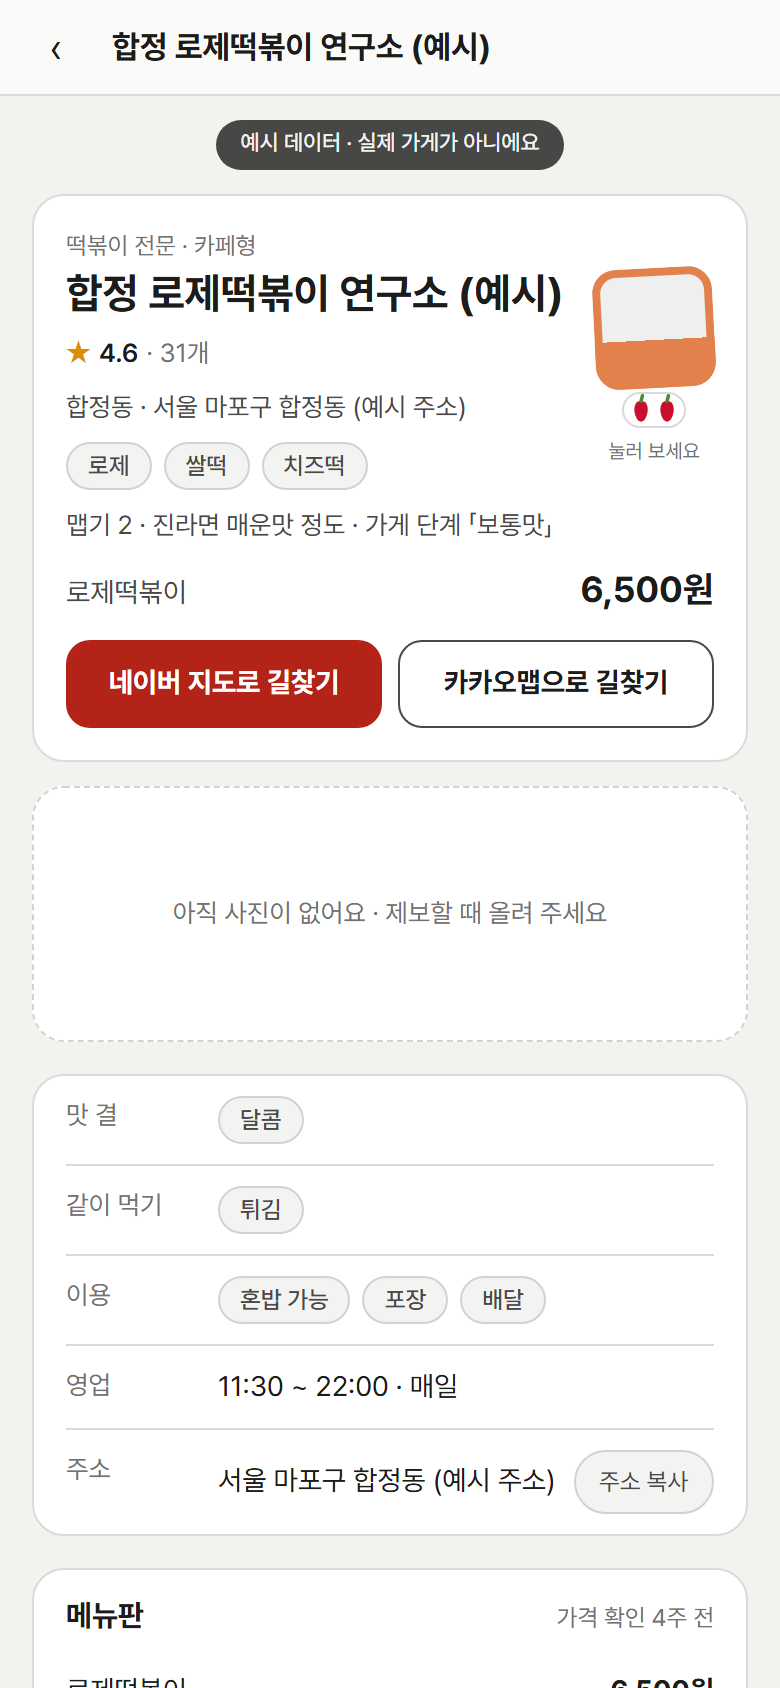 ‹ 합정 로제떡볶이 연구소 (예시)
예시 데이터 · 실제 가게가 아니에요
떡볶이 전문 · 카페형
합정 로제떡볶이 연구소 (예시)
★ 4.6 · 31개
합정동 · 서울 마포구 합정동 (예시 주소)
로제 쌀떡 치즈떡
눌러 보세요
맵기 2 · 진라면 매운맛 정도 · 가게 단계 「보통맛」
로제떡볶이 6,500원
네이버 지도로 길찾기 카카오맵으로 길찾기
아직 사진이 없어요 · 제보할 때 올려 주세요
맛 결 달콤
같이 먹기 튀김
이용 혼밥 가능 포장 배달
영업 11:30 ~ 22:00 · 매일
주소 서울 마포구 합정동 (예시 주소) 주소 복사
메뉴판 가격 확인 4주 전
로제떡볶이 6,500원